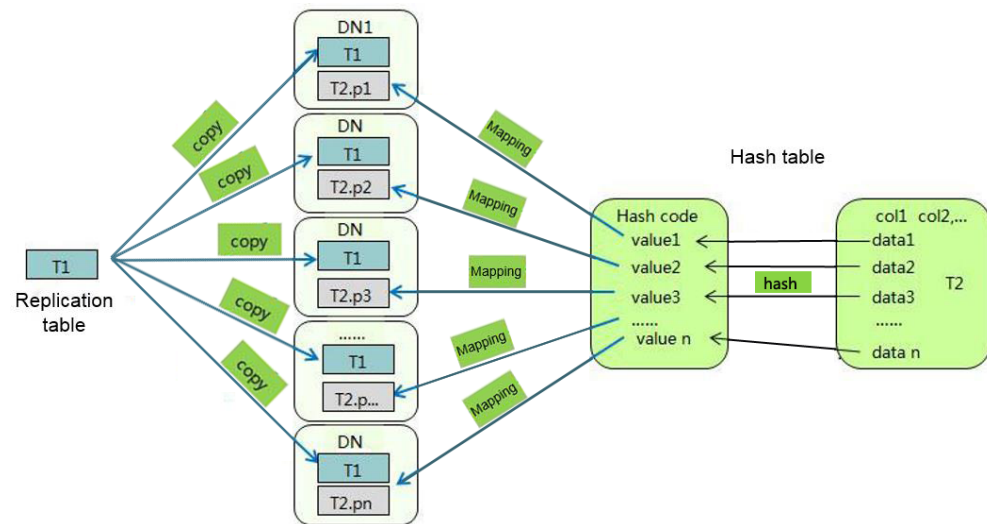 T1
Replication
table
copy
copy
copy
copy
copy
DN1
T1
T2.p1
DN
T1
T2.p2
DN
T1
T2.p3
......
T1
T2.p...
DN
T1
T2.pn
Mapping
Mapping
Mapping
Mapping
Mapping
Hash table
Hash code
value1
value2
value3
......
value n
hash
col1 col2,...
data1
data2
data3
......
data n
T2